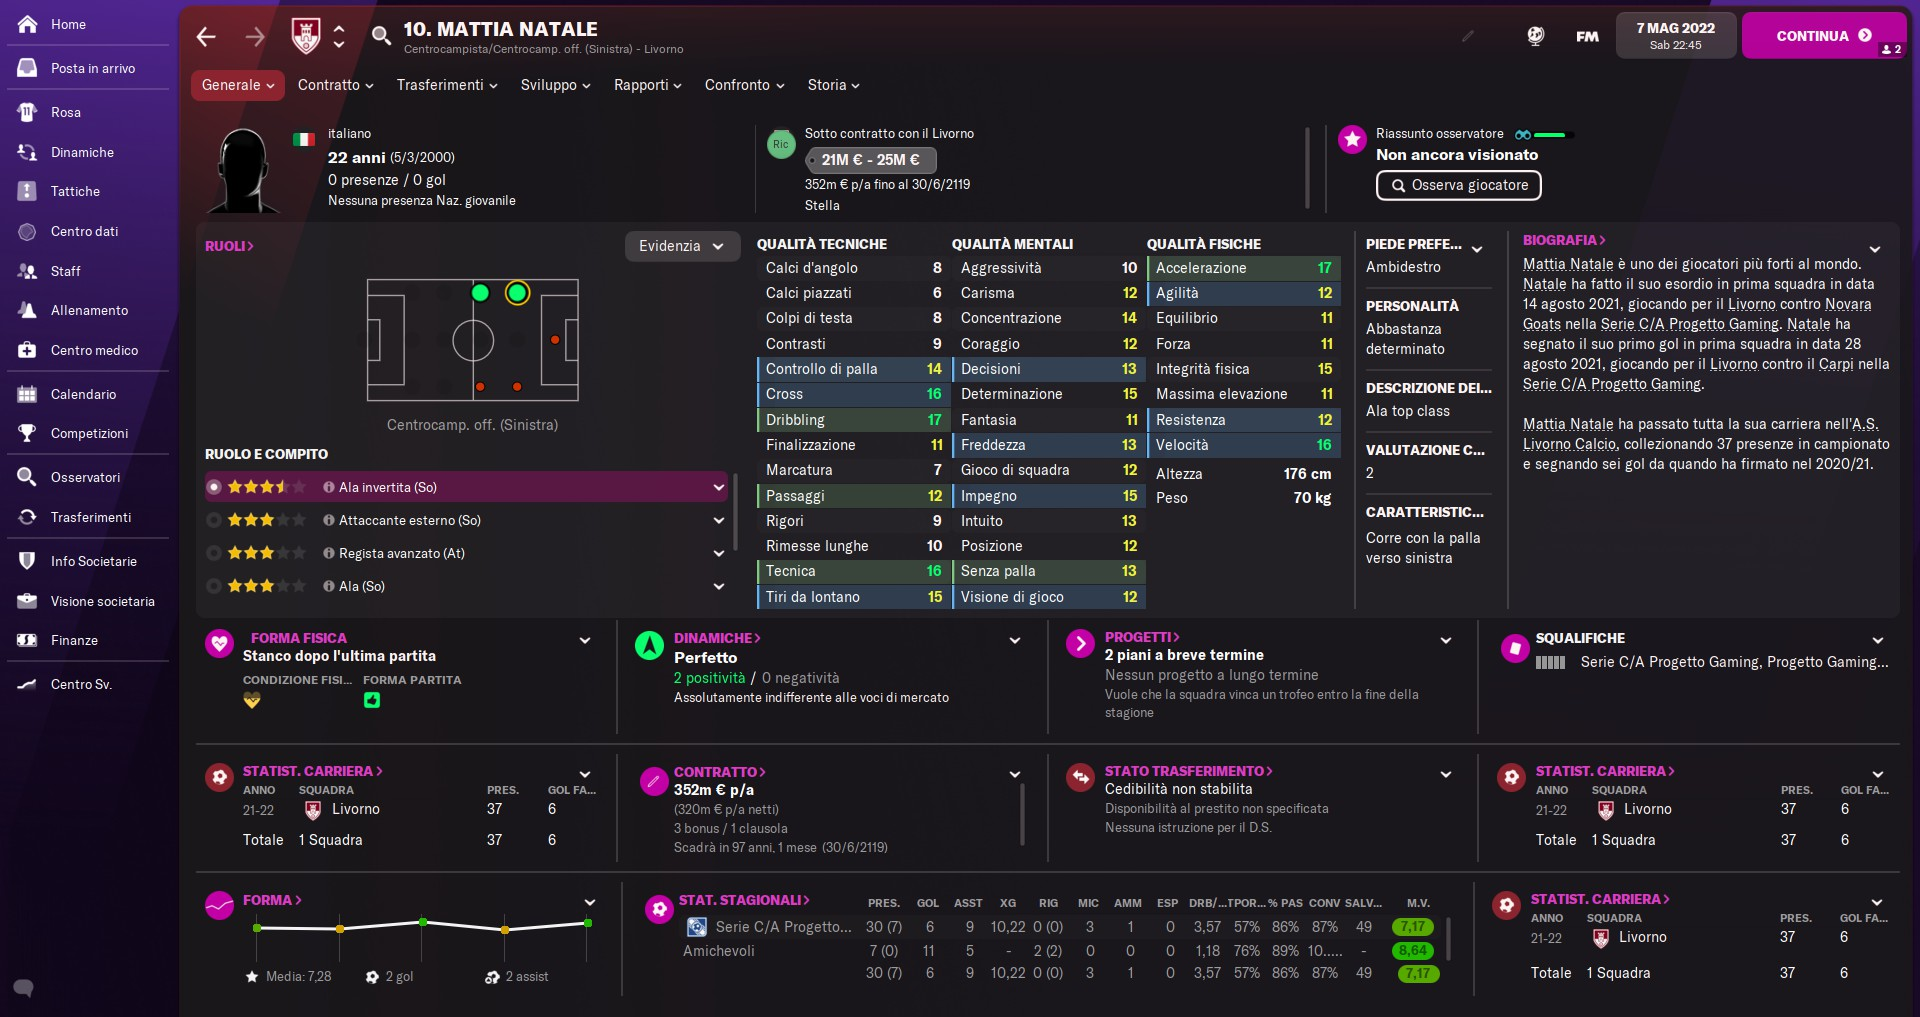 Home
Posta in arrivo
Rosa
Dinamiche
Tattiche
Centro dati
Staff
Allenamento
Centro medico
Calendario
Competizioni
Osservatori
Trasferimenti
Info Societarie
Visione societaria
Finanze
Centro Sv.
10. MATTIA NATALE
Centrocampista/Centrocamp. off. (Sinistra) - Livorno
FM
7 MAG 2022
Sab 22:45
CONTINUA
2
Generale
Contratto
Trasferimenti
Sviluppo
Rapporti
Confronto
Storia
italiano
22 anni (5/3/2000)
0 presenze / 0 gol
Nessuna presenza Naz. giovanile
Ric
Sotto contratto con il Livorno
21M € - 25M €
352m € p/a fino al 30/6/2119
Stella
Riassunto osservatore
Non ancora visionato
Osserva giocatore
RUOLI
Evidenzia
Centrocamp. off. (Sinistra)
RUOLO E COMPITO
Ala invertita (So)
Attaccante esterno (So)
Regista avanzato (At)
Ala (So)
QUALITÀ TECNICHE
Calci d'angolo 8
Calci piazzati 6
Colpi di testa 8
Contrasti 9
Controllo di palla 14
Cross 16
Dribbling 17
Finalizzazione 11
Marcatura 7
Passaggi 12
Rigori 9
Rimesse lunghe 10
Tecnica 16
Tiri da lontano 15
QUALITÀ MENTALI
Aggressività 10
Carisma 12
Concentrazione 14
Coraggio 12
Decisioni 13
Determinazione 15
Fantasia 11
Freddezza 13
Gioco di squadra 12
Impegno 15
Intuito 13
Posizione 12
Senza palla 13
Visione di gioco 12
QUALITÀ FISICHE
Accelerazione 17
Agilità 12
Equilibrio 11
Forza 11
Integrità fisica 15
Massima elevazione 11
Resistenza 12
Velocità 16
Altezza 176 cm
Peso 70 kg
PIEDE PREFE...
Ambidestro
PERSONALITÀ
Abbastanza
determinato
DESCRIZIONE DEI...
Ala top class
VALUTAZIONE C...
2
CARATTERISTIC...
Corre con la palla
verso sinistra
BIOGRAFIA
Mattia Natale è uno dei giocatori più forti al mondo.
Natale ha fatto il suo esordio in prima squadra in data
14 agosto 2021, giocando per il Livorno contro Novara
Goats nella Serie C/A Progetto Gaming. Natale ha
segnato il suo primo gol in prima squadra in data 28
agosto 2021, giocando per il Livorno contro il Carpi nella
Serie C/A Progetto Gaming.
Mattia Natale ha passato tutta la sua carriera nell'A.S.
Livorno Calcio, collezionando 37 presenze in campionato
e segnando sei gol da quando ha firmato nel 2020/21.
FORMA FISICA
Stanco dopo l'ultima partita
CONDIZIONE FISI... FORMA PARTITA
DINAMICHE
Perfetto
2 positività / 0 negatività
Assolutamente indifferente alle voci di mercato
PROGETTI
2 piani a breve termine
Nessun progetto a lungo termine
Vuole che la squadra vinca un trofeo entro la fine della
stagione
SQUALIFICHE
Serie C/A Progetto Gaming, Progetto Gaming...
STATIST. CARRIERA
ANNO SQUADRA PRES. GOL FA...
21-22 Livorno 37 6
Totale 1 Squadra 37 6
CONTRATTO
352m € p/a
(320m € p/a netti)
3 bonus / 1 clausola
Scadrà in 97 anni, 1 mese (30/6/2119)
STATO TRASFERIMENTO
Cedibilità non stabilita
Disponibilità al prestito non specificata
Nessuna istruzione per il D.S.
STATIST. CARRIERA
ANNO SQUADRA PRES. GOL FA...
21-22 Livorno 37 6
Totale 1 Squadra 37 6
FORMA
Media: 7,28 2 gol 2 assist
STAT. STAGIONALI PRES. GOL ASST XG RIG MIC AMM ESP DRB/... TPOR... % PAS CONV SALV... M.V.
Serie C/A Progetto... 30 (7) 6 9 10,22 0 (0) 3 1 0 3,57 57% 86% 87% 49 7,17
Amichevoli 7 (0) 11 5 - 2 (2) 0 0 0 1,18 76% 89% 10..... - 8,64
30 (7) 6 9 10,22 0 (0) 3 1 0 3,57 57% 86% 87% 49 7,17
STATIST. CARRIERA
ANNO SQUADRA PRES. GOL FA...
21-22 Livorno 37 6
Totale 1 Squadra 37 6